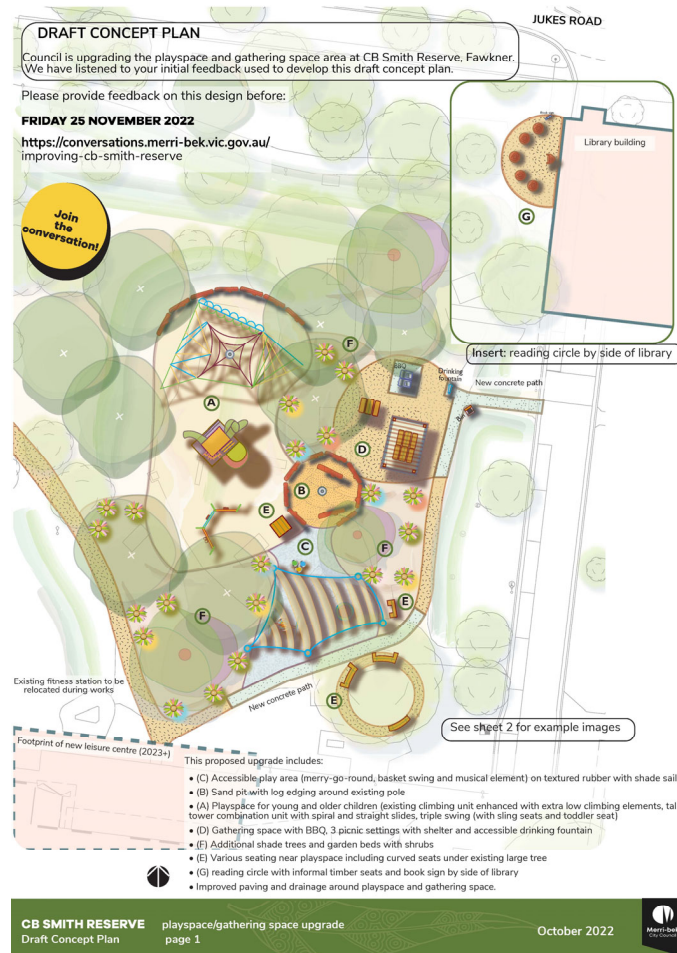 JUKES ROAD
DRAFT CONCEPT PLAN
Council is upgrading the playspace and gathering space area at CB Smith Reserve, Fawkner.
We have listened to your initial feedback used to develop this draft concept plan.
Please provide feedback on this design before:
FRIDAY 25 NOVEMBER 2022
https://conversations.merri-bek.vic.gov.au/
improving-cb-smith-reserve
Join
the
conversation!
Library building
G
Insert: reading circle by side of library
F
BBQ
Drinking
fountain
New concrete path
A
D
B
E
C
F
F
E
E
Existing fitness station to be
relocated during works
New concrete path
See sheet 2 for example images
Footprint of new leisure centre (2023+)
This proposed upgrade includes:
• (C) Accessible play area (merry-go-round, basket swing and musical element) on textured rubber with shade sail
• (B) Sand pit with log edging around existing pole
• (A) Playspace for young and older children (existing climbing unit enhanced with extra low climbing elements, tal
tower combination unit with spiral and straight slides, triple swing (with sling seats and toddler seat)
• (D) Gathering space with BBQ, 3 picnic settings with shelter and accessible drinking fountain
• (F) Additional shade trees and garden beds with shrubs
• (E) Various seating near playspace including curved seats under existing large tree
• (G) reading circle with informal timber seats and book sign by side of library
• Improved paving and drainage around playspace and gathering space.
CB SMITH RESERVE playspace/gathering space upgrade
Draft Concept Plan page 1
October 2022
Merri-bek
City Council